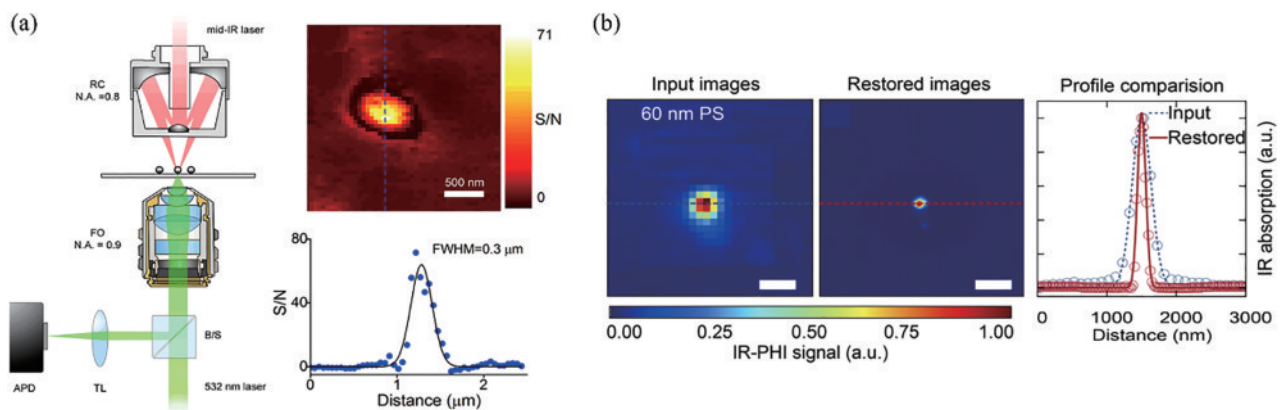 (a)
mid-IR laser
RC
N.A. =0.8
FO
N.A. = 0.9
B/S
APD
TL
532 nm laser
71
S/N
0
500 nm
80
40
0
S/N
FWHM=0.3 μm
0
1
2
Distance (μm)
(b)
Input images
Restored images
Profile comparision
60 nm PS
Input
Restored
IR absorption (a.u.)
0.00
0.25
0.50
0.75
1.00
IR-PHI signal (a.u.)
0
1000
2000
3000
Distance (nm)